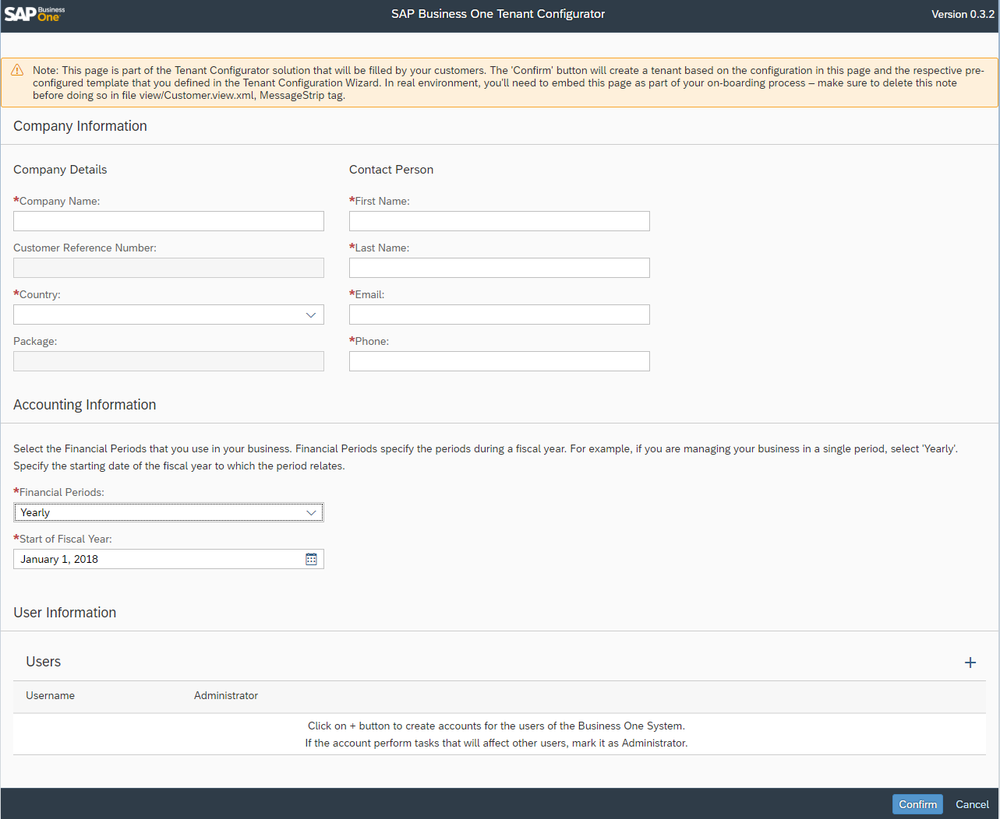 SAP Business One
SAP Business One Tenant Configurator
Version 0.3.2
Note: This page is part of the Tenant Configurator solution that will be filled by your customers. The 'Confirm' button will create a tenant based on the configuration in this page and the respective pre-
configured template that you defined in the Tenant Configuration Wizard. In real environment, you'll need to embed this page as part of your on-boarding process – make sure to delete this note
before doing so in file view/Customer.view.xml, MessageStrip tag.
Company Information
Company Details
*Company Name:
Customer Reference Number:
*Country:
Package:
Contact Person
*First Name:
*Last Name:
*Email:
*Phone:
Accounting Information
Select the Financial Periods that you use in your business. Financial Periods specify the periods during a fiscal year. For example, if you are managing your business in a single period, select 'Yearly'.
Specify the starting date of the fiscal year to which the period relates.
*Financial Periods:
Yearly
*Start of Fiscal Year:
January 1, 2018
User Information
Users
+
Username Administrator
Click on + button to create accounts for the users of the Business One System.
If the account perform tasks that will affect other users, mark it as Administrator.
Confirm Cancel